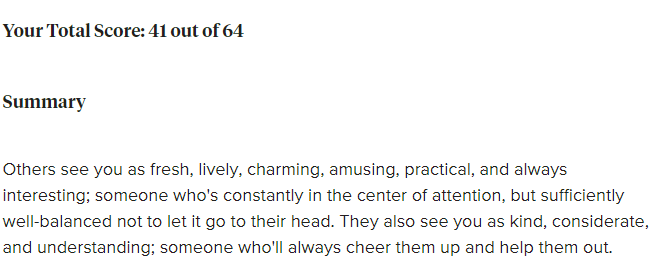 Your Total Score: 41 out of 64
Summary
Others see you as fresh, lively, charming, amusing, practical, and always
interesting; someone who's constantly in the center of attention, but sufficiently
well-balanced not to let it go to their head. They also see you as kind, considerate,
and understanding; someone who'll always cheer them up and help them out.